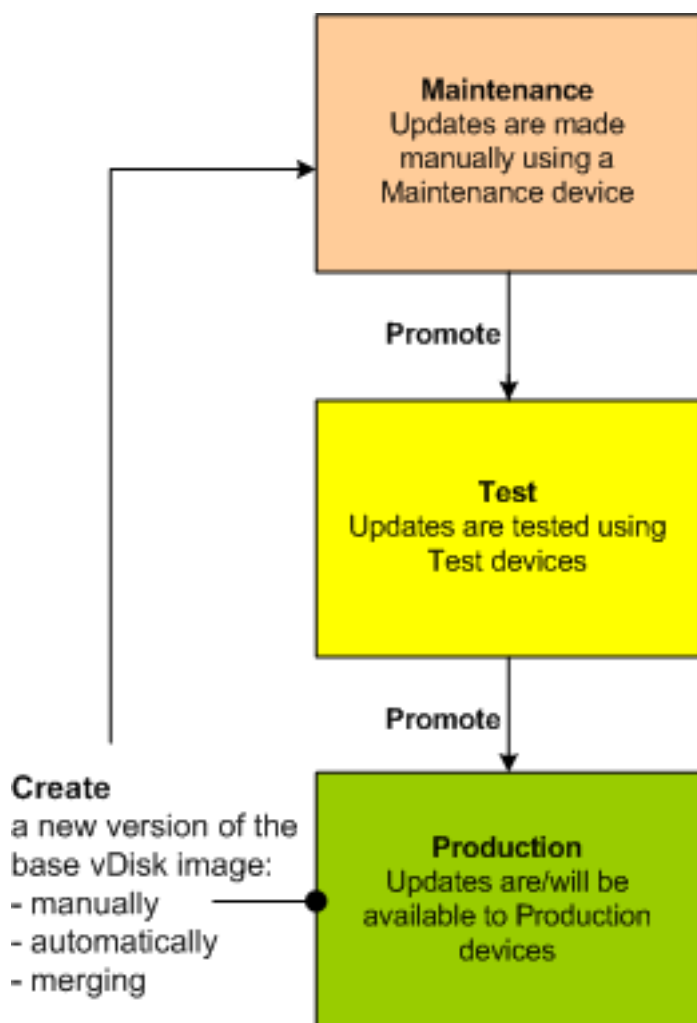 Maintenance
Updates are made
manually using a
Maintenance device
Promote
Test
Updates are tested using
Test devices
Promote
Create
a new version of the
base vDisk image:
- manually
- automatically
- merging
Production
Updates are/will be
available to Production
devices